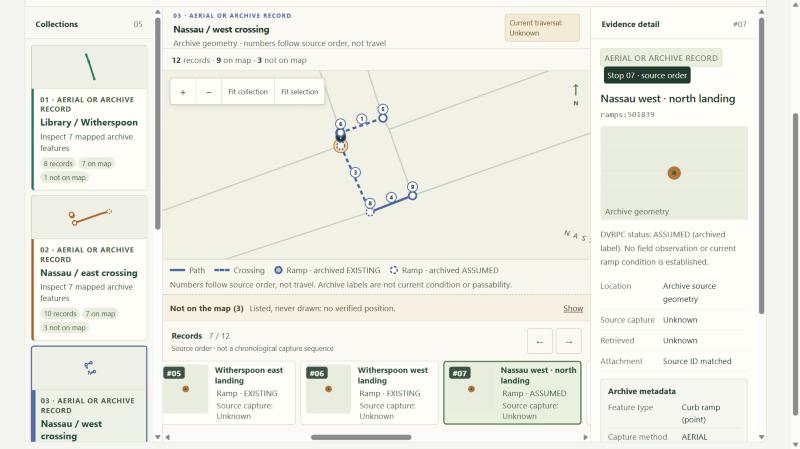 Collections 05
01 · AERIAL OR ARCHIVE
RECORD
Library / Witherspoon
Inspect 7 mapped archive
features
8 records 7 on map
1 not on map
02 · AERIAL OR ARCHIVE
RECORD
Nassau / east crossing
Inspect 7 mapped archive
features
10 records 7 on map
3 not on map
03 · AERIAL OR ARCHIVE
RECORD
Nassau / west
crossing
03 · AERIAL OR ARCHIVE RECORD
Nassau / west crossing
Archive geometry · numbers follow source order, not travel
Current traversal:
Unknown
12 records · 9 on map · 3 not on map
+ − Fit collection Fit selection
↑
N
5
1
6
3
9
4
8
N A S
Path Crossing Ramp · archived EXISTING Ramp · archived ASSUMED
Numbers follow source order, not travel. Archive labels are not current condition or passability.
Not on the map (3) Listed, never drawn: no verified position. Show
Records 7 / 12
Source order · not a chronological capture sequence
← →
#05
Witherspoon east
landing
Ramp · EXISTING
Source capture:
Unknown
#06
Witherspoon west
landing
Ramp · EXISTING
Source capture:
Unknown
#07
Nassau west · north
landing
Ramp · ASSUMED
Source capture:
Unknown
Evidence detail #07
AERIAL OR ARCHIVE RECORD
Stop 07 · source order
Nassau west · north landing
ramps:501839
Archive geometry
DVRPC status: ASSUMED (archived
label). No field observation or current
ramp condition is established.
Location Archive source
geometry
Source capture Unknown
Retrieved Unknown
Attachment Source ID matched
Archive metadata
Feature type Curb ramp
(point)
Capture method AERIAL